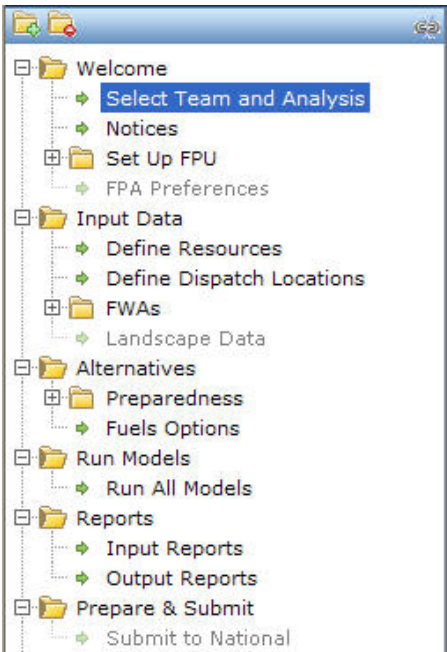 Welcome
Select Team and Analysis
Notices
Set Up FPU
FPA Preferences
Input Data
Define Resources
Define Dispatch Locations
FWAs
Landscape Data
Alternatives
Preparedness
Fuels Options
Run Models
Run All Models
Reports
Input Reports
Output Reports
Prepare & Submit
Submit to National